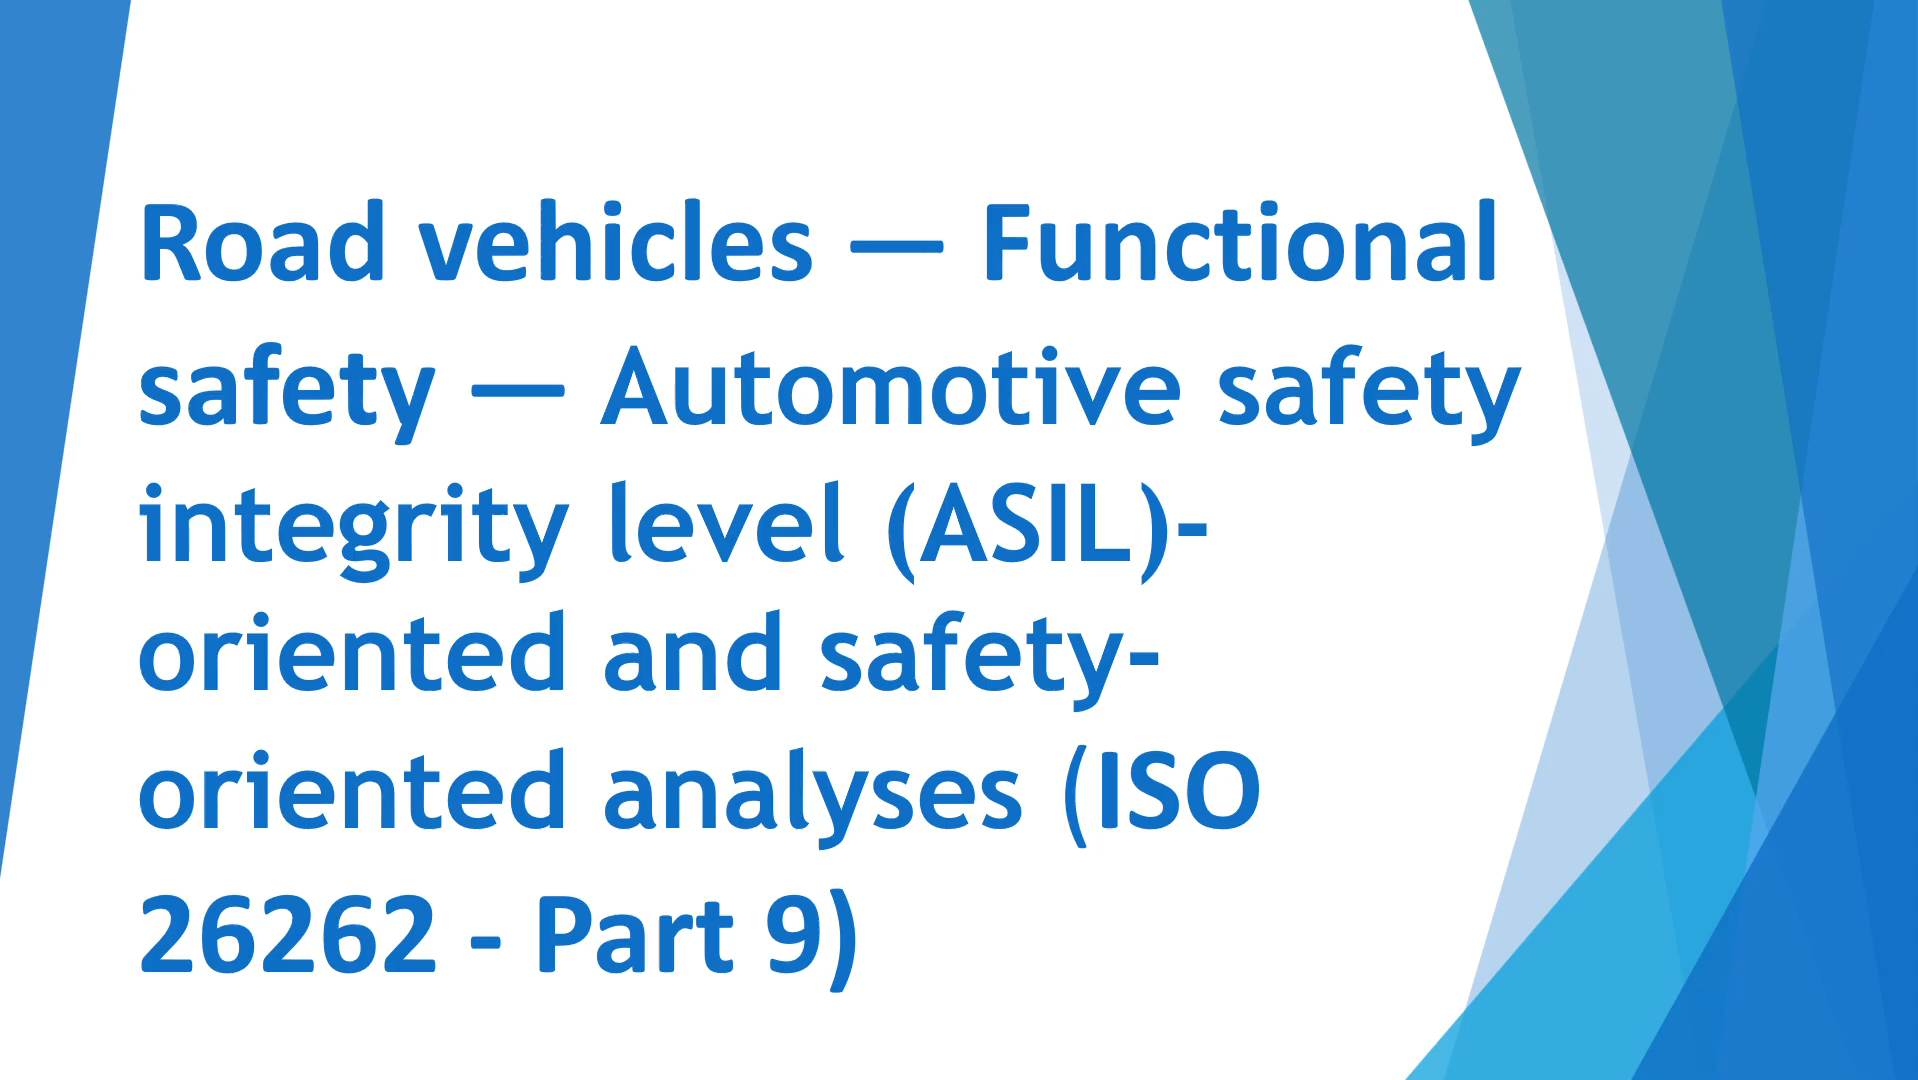 Road vehicles — Functional
safety — Automotive safety
integrity level (ASIL)-
oriented and safety-
oriented analyses (ISO
26262 - Part 9)